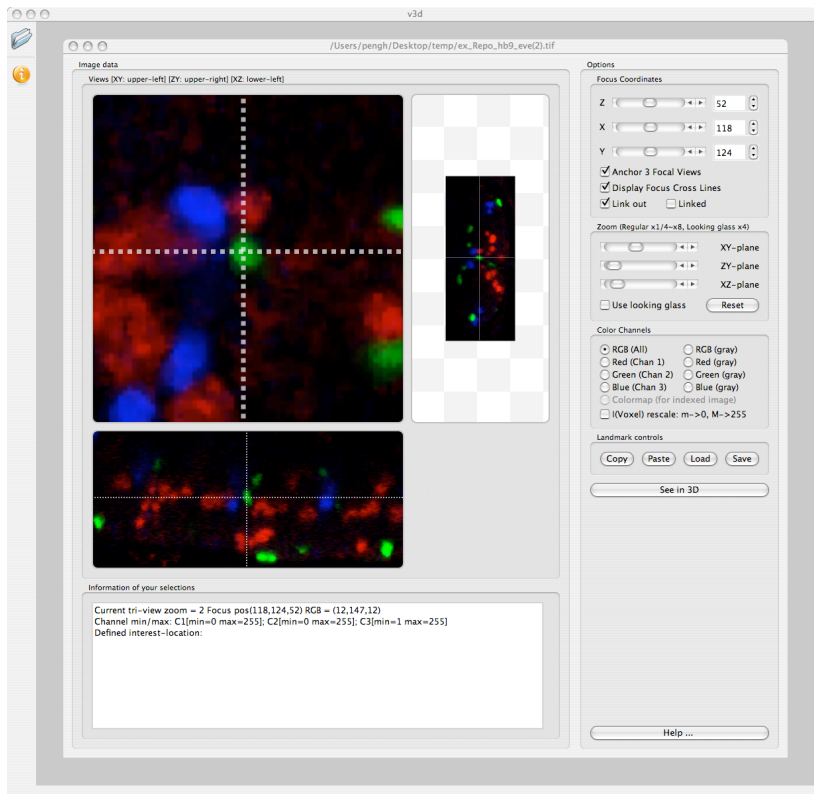 v3d
/Users/pengh/Desktop/temp/ex_Repo_hb9_eve(2).tif
Image data
Views [XY: upper-left] [ZY: upper-right] [XZ: lower-left]
Options
Focus Coordinates
Z 52
X 118
Y 124
Anchor 3 Focal Views
Display Focus Cross Lines
Link out Linked
Zoom (Regular x1/4~x8, Looking glass x4)
XY-plane
ZY-plane
XZ-plane
Use looking glass Reset
Color Channels
RGB (All) RGB (gray)
Red (Chan 1) Red (gray)
Green (Chan 2) Green (gray)
Blue (Chan 3) Blue (gray)
Colormap (for indexed image)
I(Voxel) rescale: m->0, M->255
Landmark controls
Copy Paste Load Save
See in 3D
Information of your selections
Current tri-view zoom = 2 Focus pos(118,124,52) RGB = (12,147,12)
Channel min/max: C1[min=0 max=255]; C2[min=0 max=255]; C3[min=1 max=255]
Defined interest-location:
Help ...